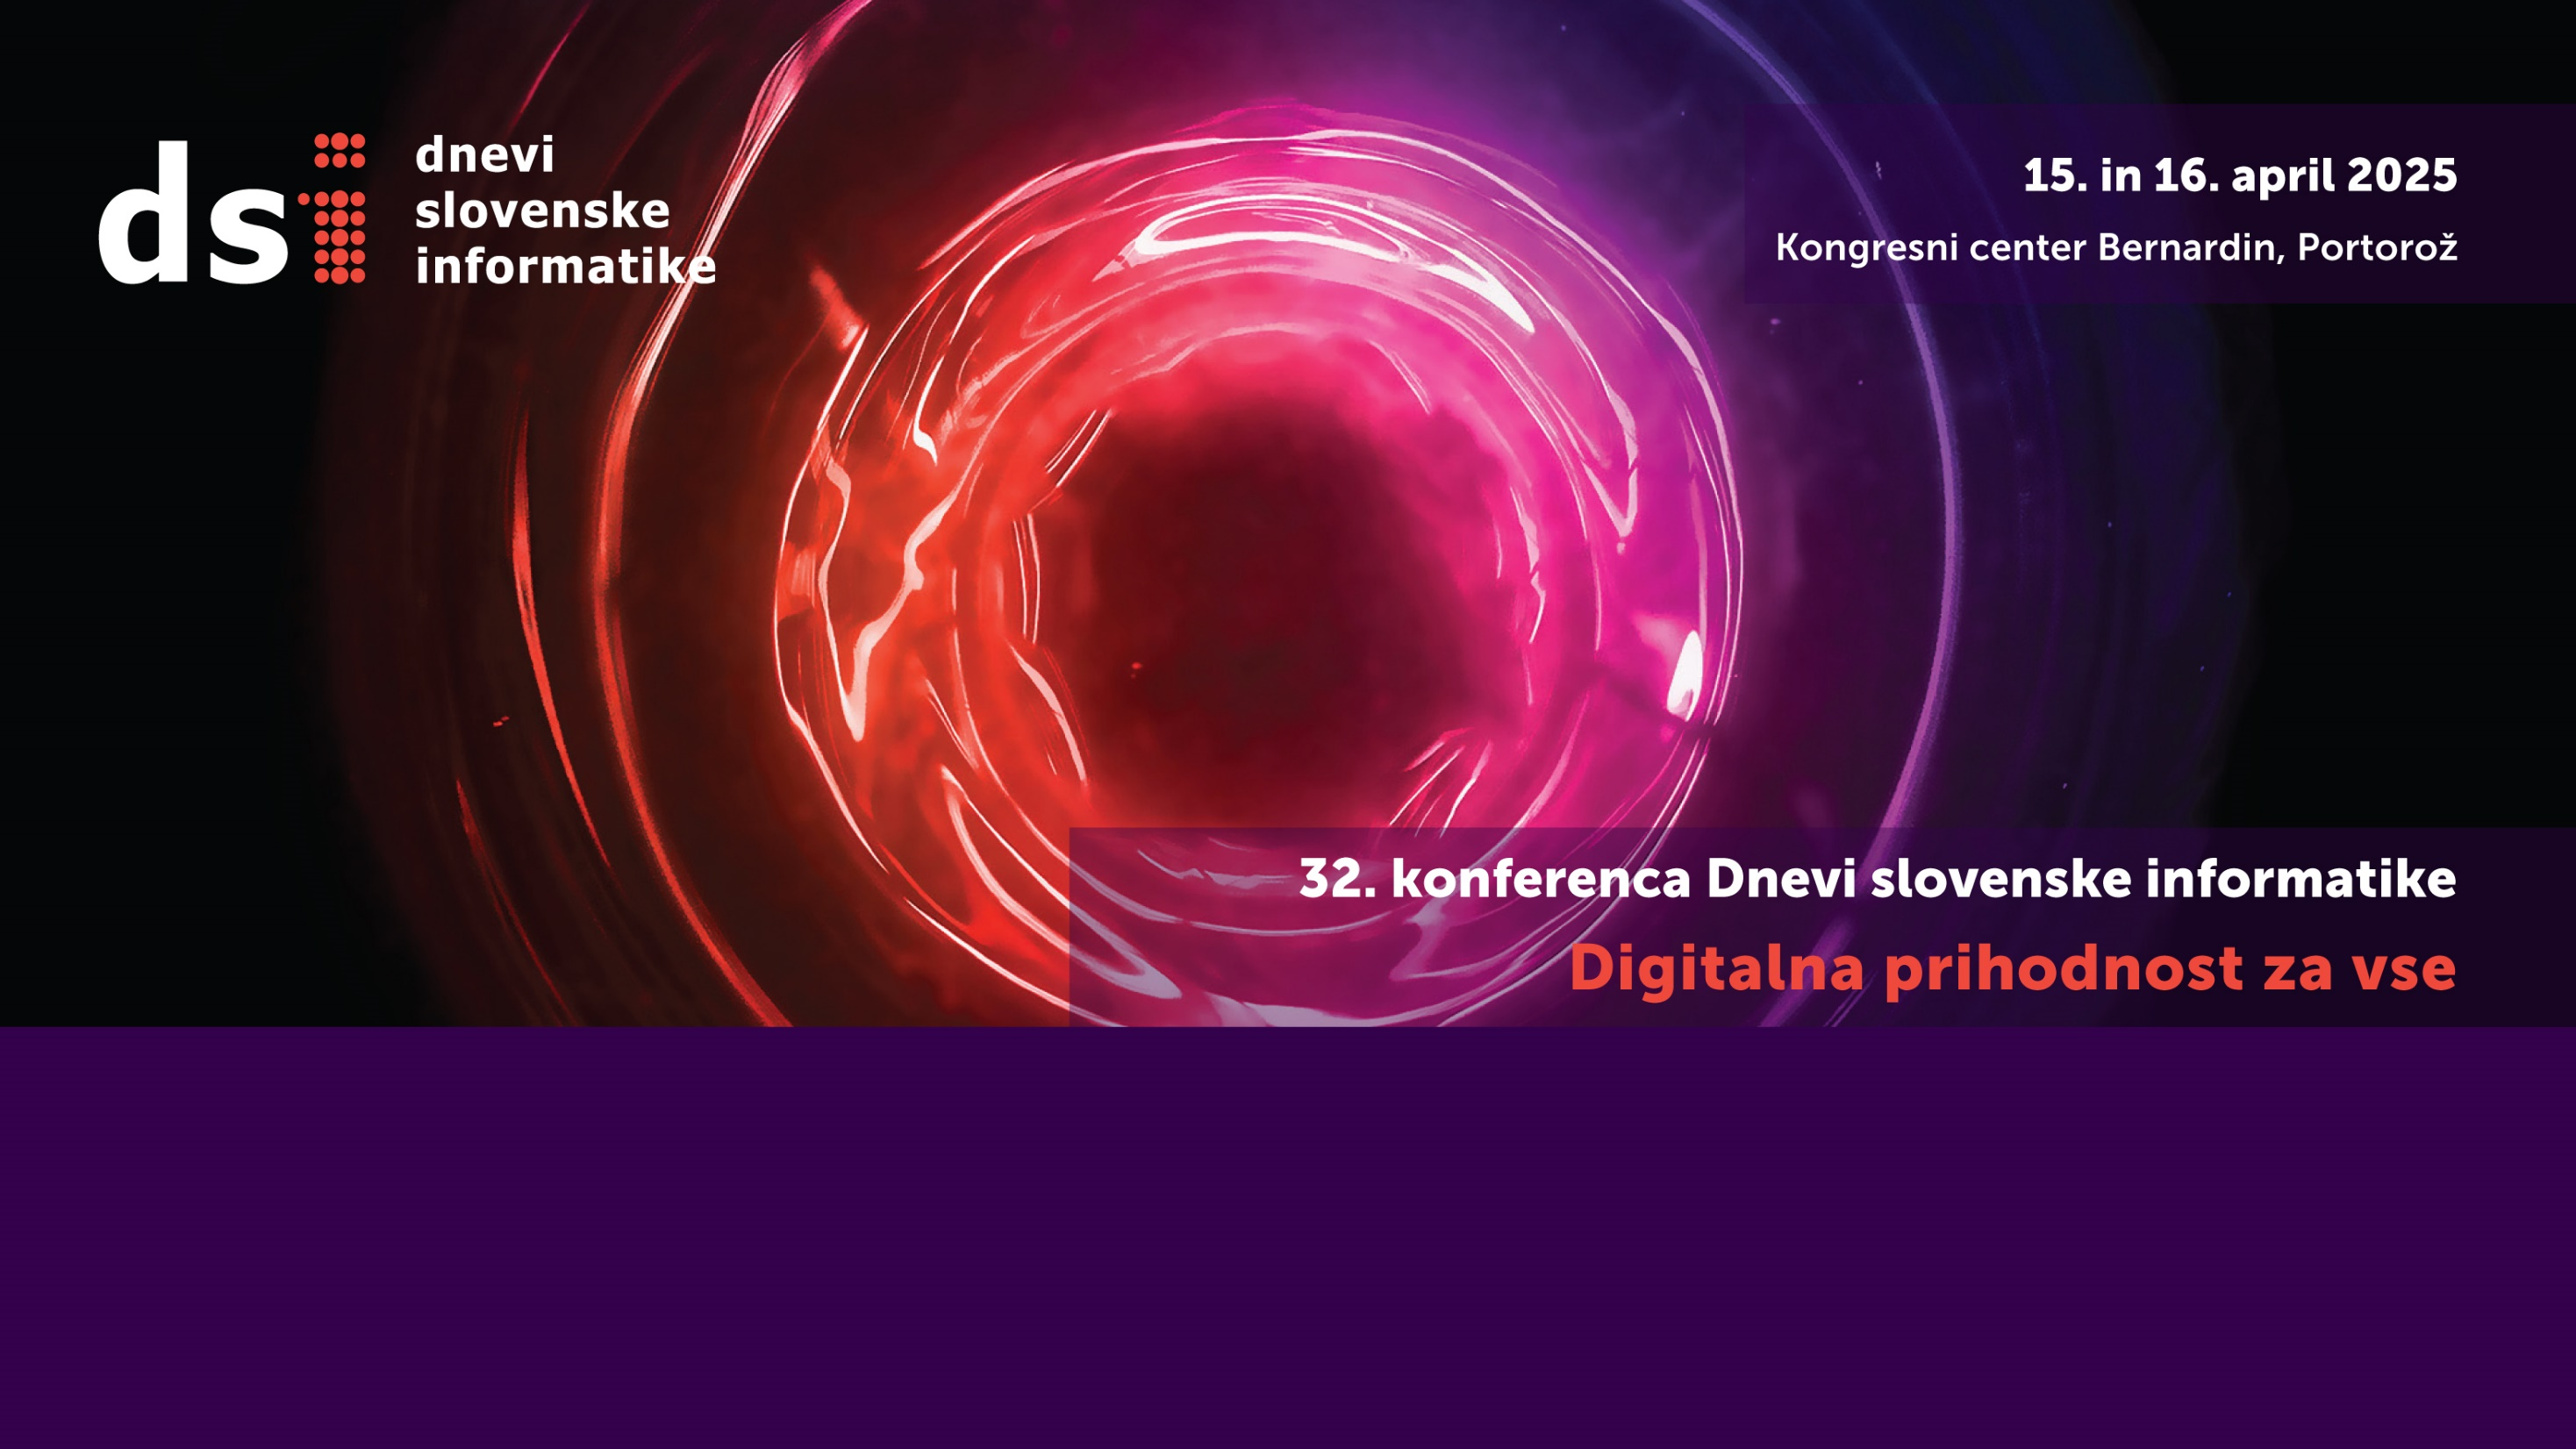 dsi
dnevi
slovenske
informatike
15. in 16. april 2025
Kongresni center Bernardin, Portorož
32. konferenca Dnevi slovenske informatike
Digitalna prihodnost za vse